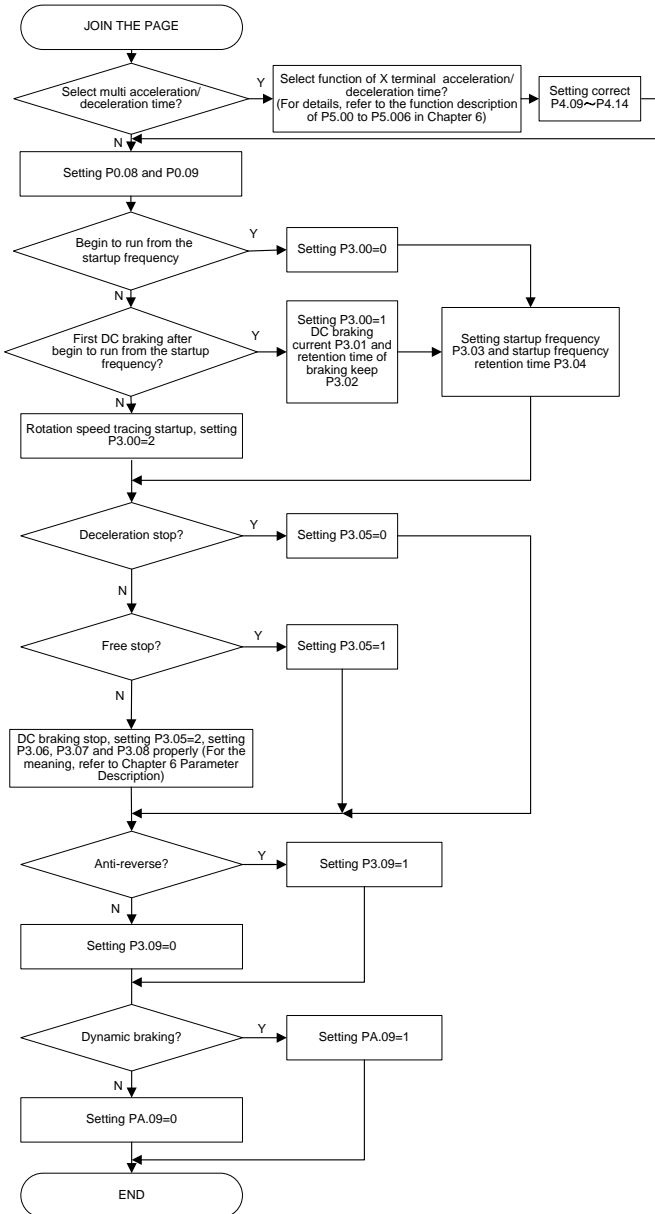 JOIN THE PAGE
Select multi acceleration/
deceleration time?
Y
Select function of X terminal acceleration/
deceleration time?
(For details, refer to the function description
of P5.00 to P5.006 in Chapter 6)
Setting correct
P4.09～P4.14
N
Setting P0.08 and P0.09
Begin to run from the
startup frequency
Y
Setting P3.00=0
N
First DC braking after
begin to run from the startup
frequency?
Y
Setting P3.00=1
DC braking
current P3.01 and
retention time of
braking keep
P3.02
Setting startup frequency
P3.03 and startup frequency
retention time P3.04
N
Rotation speed tracing startup, setting
P3.00=2
Deceleration stop?
Y
Setting P3.05=0
N
Free stop?
Y
Setting P3.05=1
N
DC braking stop, setting P3.05=2, setting
P3.06, P3.07 and P3.08 properly (For the
meaning, refer to Chapter 6 Parameter
Description)
Anti-reverse?
Y
Setting P3.09=1
N
Setting P3.09=0
Dynamic braking?
Y
Setting PA.09=1
N
Setting PA.09=0
END